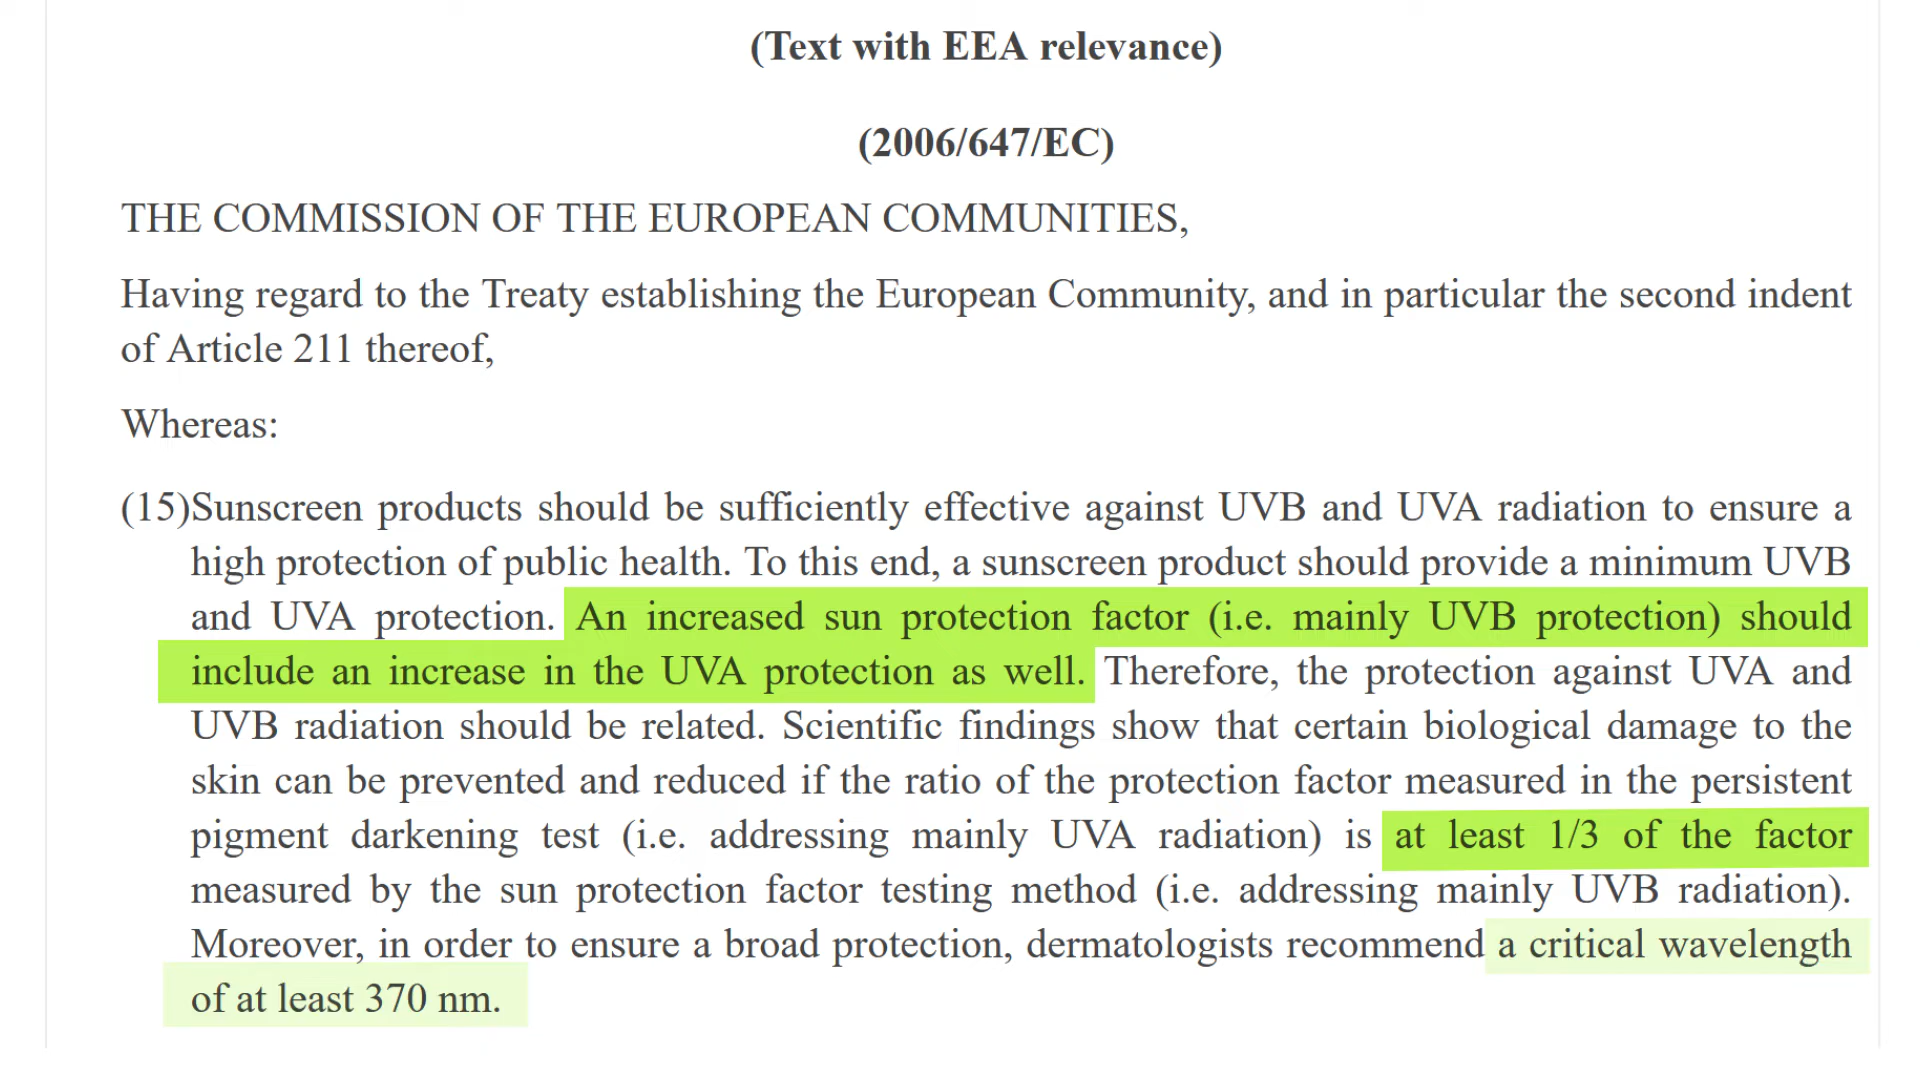 (Text with EEA relevance)
(2006/647/EC)
THE COMMISSION OF THE EUROPEAN COMMUNITIES,
Having regard to the Treaty establishing the European Community, and in particular the second indent
of Article 211 thereof,
Whereas:
(15)Sunscreen products should be sufficiently effective against UVB and UVA radiation to ensure a
high protection of public health. To this end, a sunscreen product should provide a minimum UVB
and UVA protection. An increased sun protection factor (i.e. mainly UVB protection) should
include an increase in the UVA protection as well. Therefore, the protection against UVA and
UVB radiation should be related. Scientific findings show that certain biological damage to the
skin can be prevented and reduced if the ratio of the protection factor measured in the persistent
pigment darkening test (i.e. addressing mainly UVA radiation) is at least 1/3 of the factor
measured by the sun protection factor testing method (i.e. addressing mainly UVB radiation).
Moreover, in order to ensure a broad protection, dermatologists recommend a critical wavelength
of at least 370 nm.